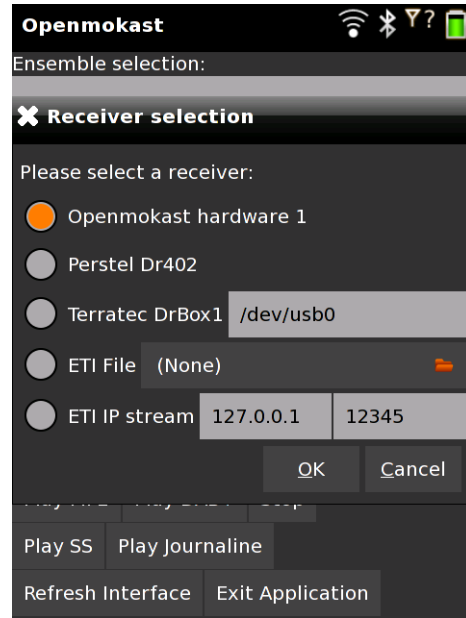 Openmokast ?
Ensemble selection:
Receiver selection
Please select a receiver:
Openmokast hardware 1
Perstel Dr402
Terratec DrBox1 /dev/usb0
ETI File (None)
ETI IP stream 127.0.0.1 12345
OK Cancel
Play SS Play Journaline
Refresh Interface Exit Application